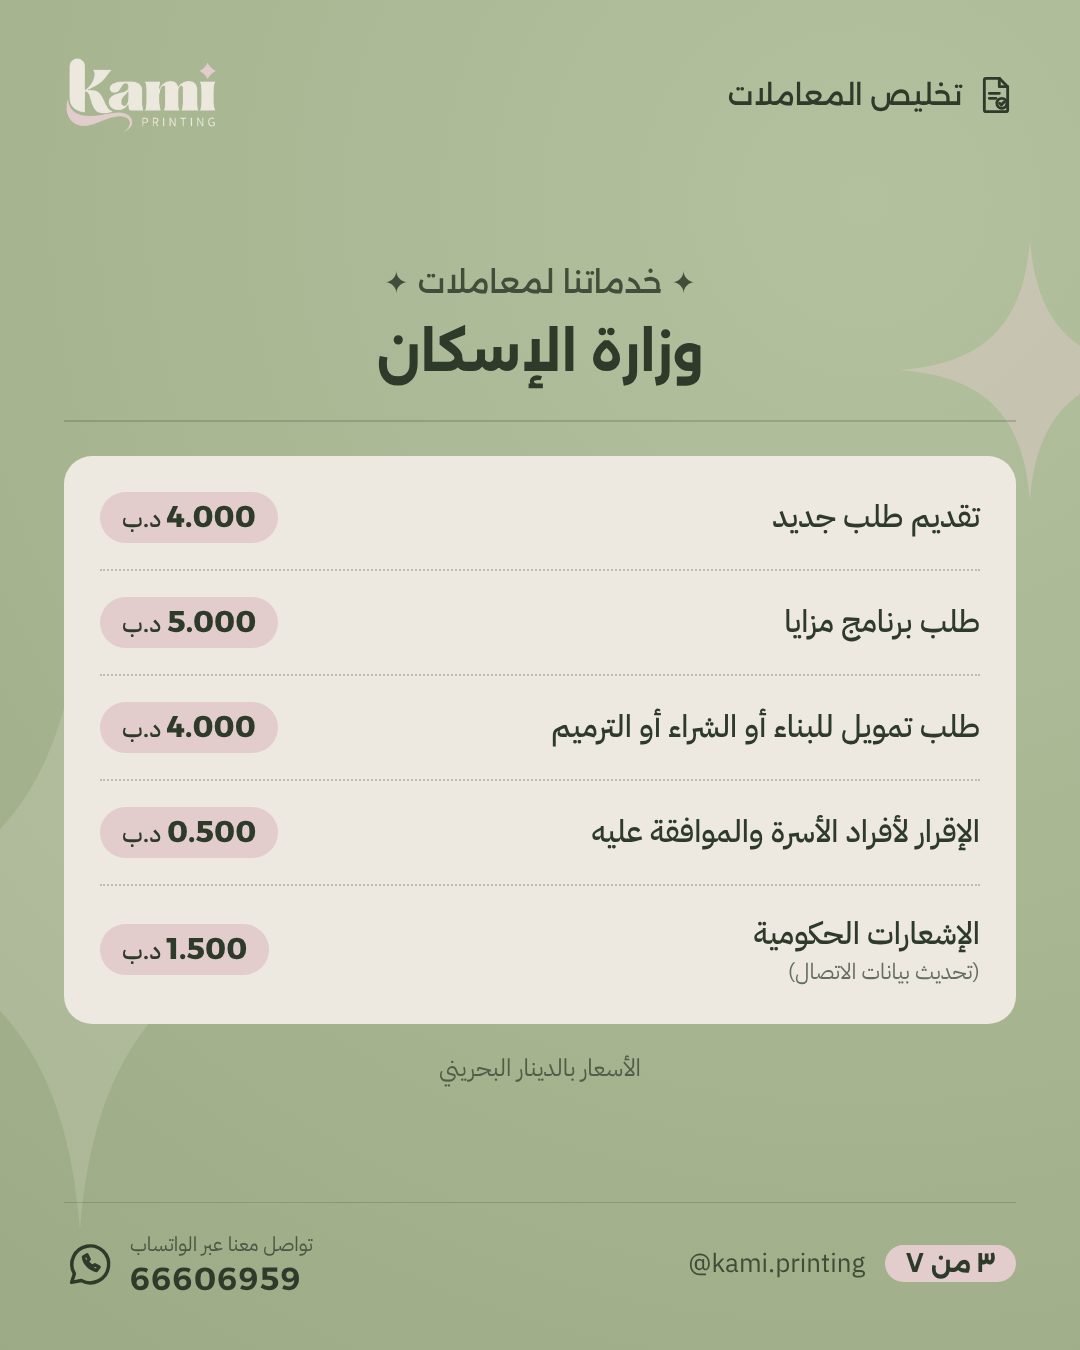 Kami
PRINTING
تخليص المعاملات
✦ خدماتنا لمعاملات ✦
وزارة الإسكان
تقديم طلب جديد 4.000 د.ب
طلب برنامج مزايا 5.000 د.ب
طلب تمويل للبناء أو الشراء أو الترميم 4.000 د.ب
الإقرار لأفراد الأسرة والموافقة عليه 0.500 د.ب
الإشعارات الحكومية 1.500 د.ب
(تحديث بيانات الاتصال)
الأسعار بالدينار البحريني
٣ من ٧ @kami.printing
تواصل معنا عبر الواتساب
66606959